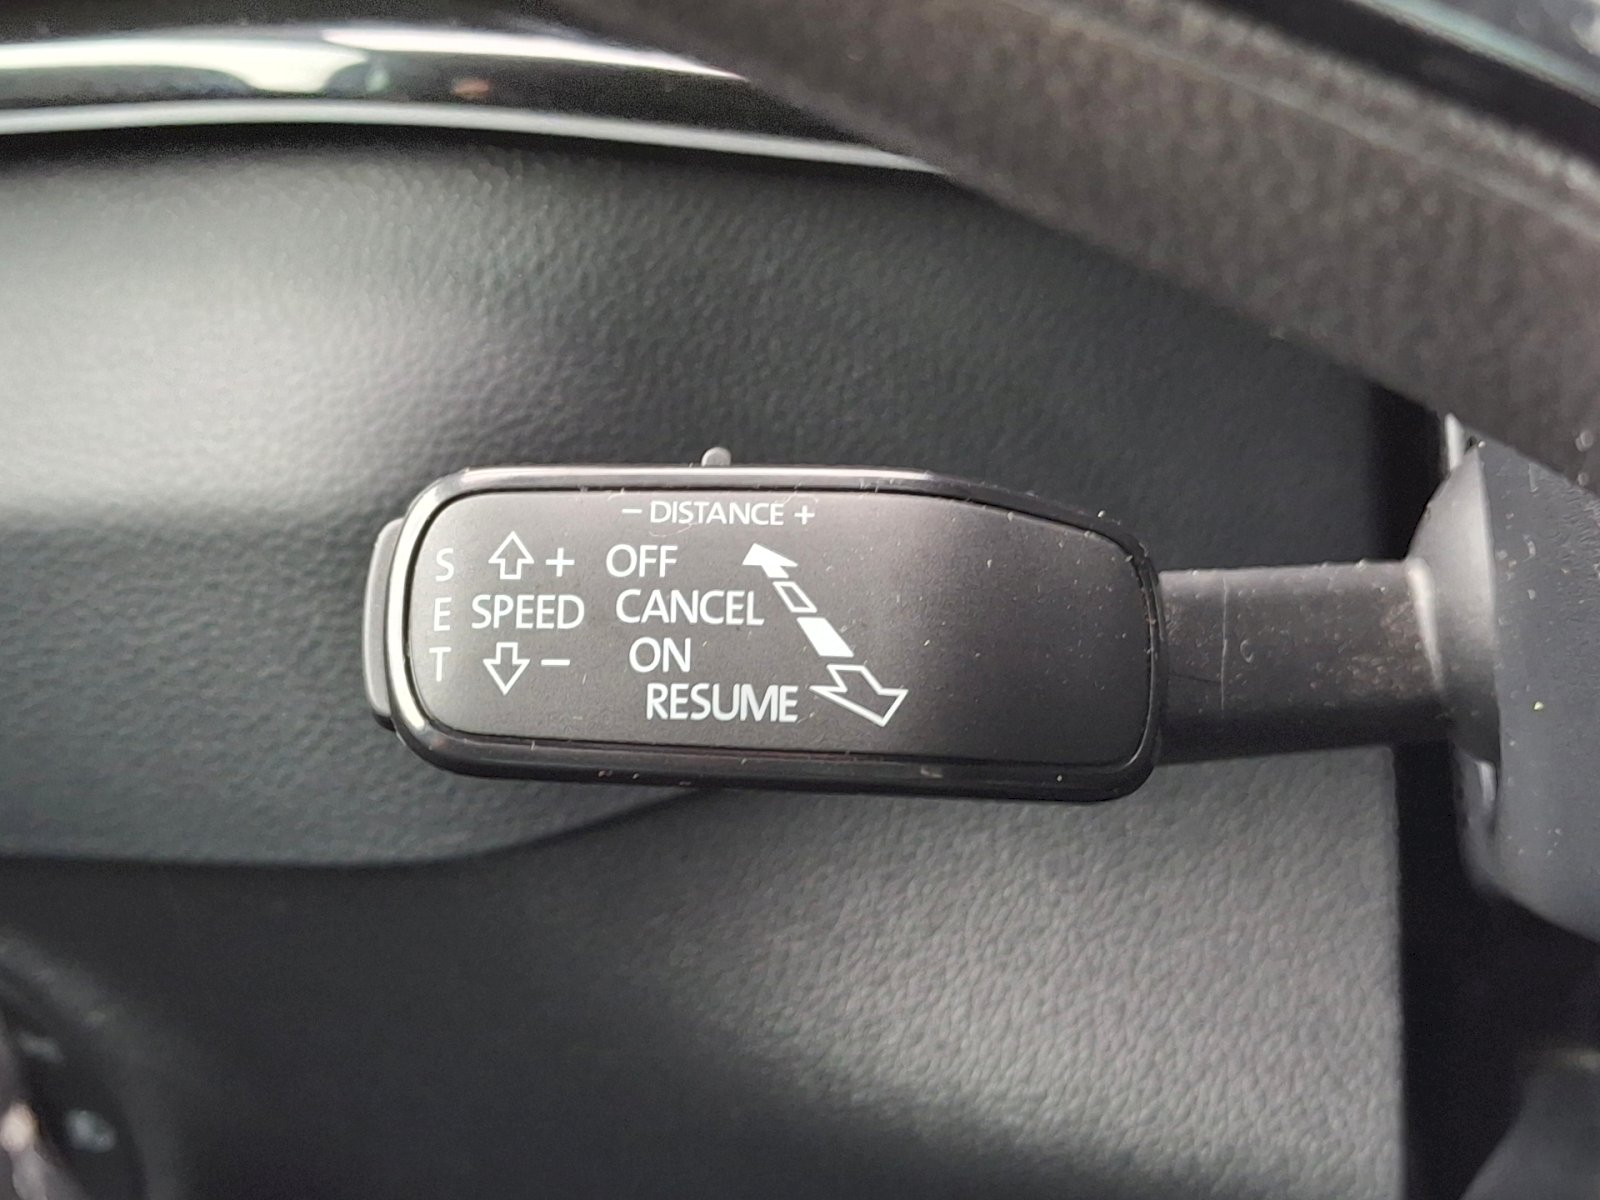 – DISTANCE +
S + OFF
E SPEED CANCEL
T – ON
RESUME